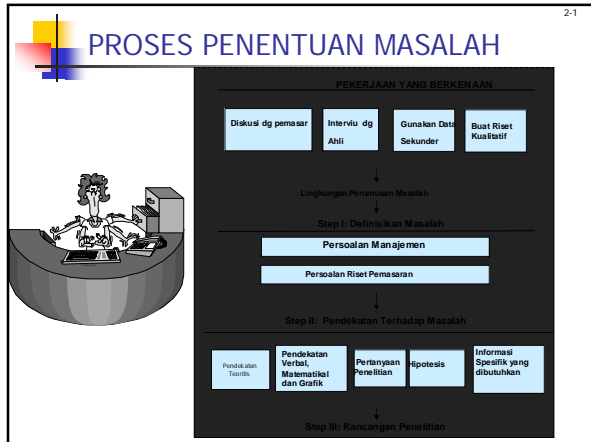 2-1
PROSES PENENTUAN MASALAH
PEKERJAAN YANG BERKENAAN
Diskusi dg pemasar
Interviu dg
Ahli
Gunakan Data
Sekunder
Buat Riset
Kualitatif
Lingkungan Perumusan Masalah
Step I: Definisikan Masalah
Persoalan Manajemen
Persoalan Riset Pemasaran
Step II: Pendekatan Terhadap Masalah
Pendekatan
Teoritis
Pendekatan
Verbal,
Matematikal
dan Grafik
Pertanyaan
Penelitian
Hipotesis
Informasi
Spesifik yang
dibutuhkan
Step III: Rancangan Penelitian